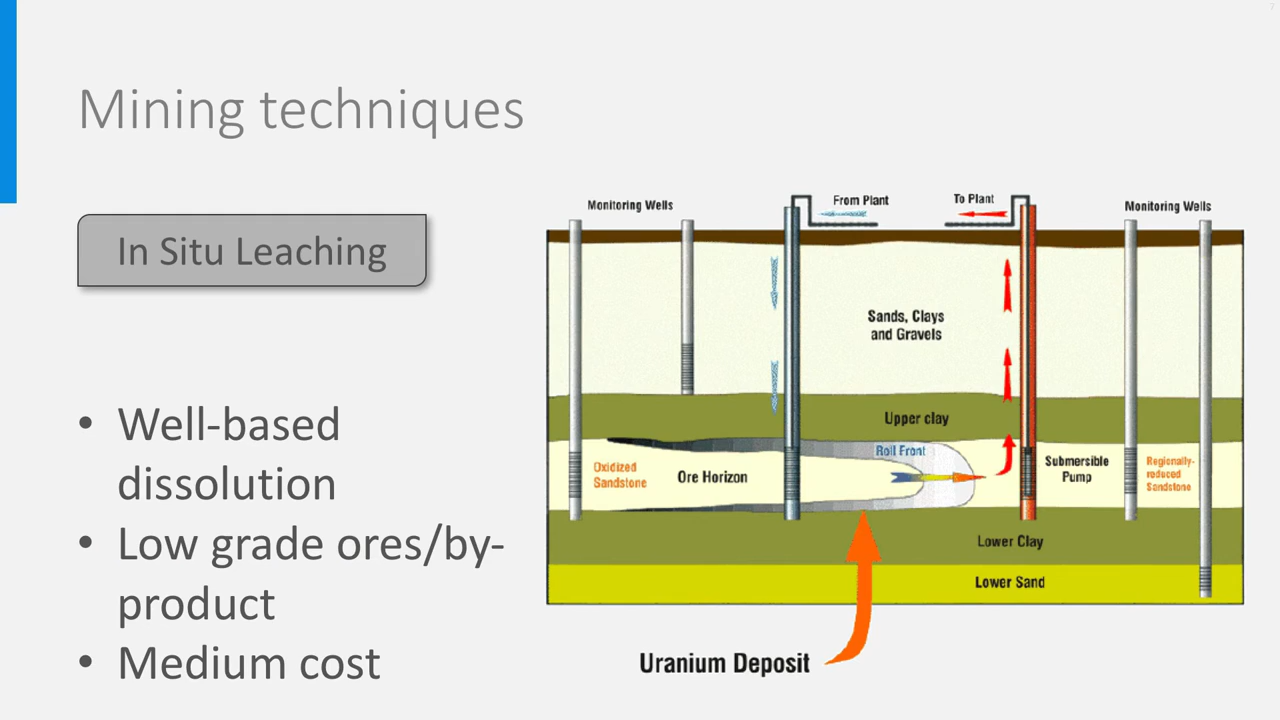 7
Mining techniques
In Situ Leaching
• Well-based
dissolution
• Low grade ores/by-
product
• Medium cost
Monitoring Wells
From Plant
To Plant
Monitoring Wells
Sands, Clays
and Gravels
Upper clay
Roll Front
Oxidized
Sandstone
Ore Horizon
Submersible
Pump
Regionally-
reduced
Sandstone
Lower Clay
Lower Sand
Uranium Deposit